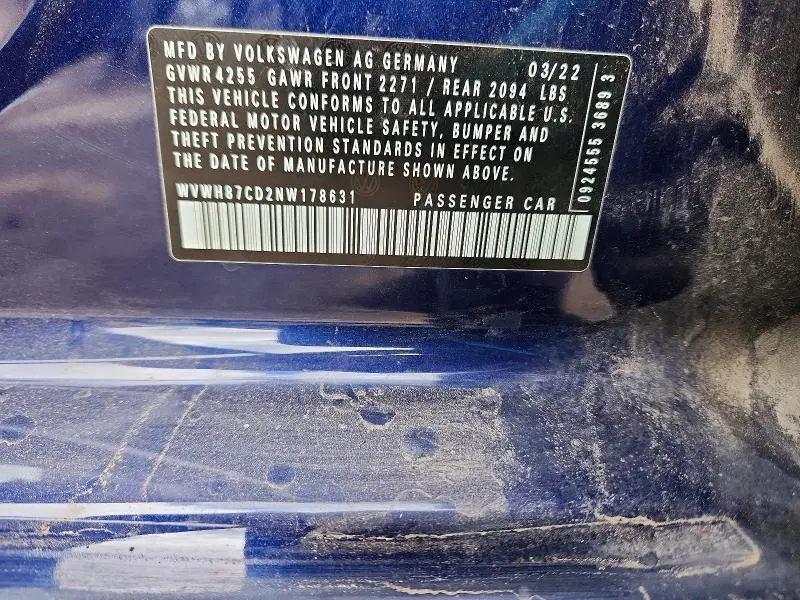 MFD BY VOLKSWAGEN AG GERMANY 03/22
GVWR 4255 GAWR FRONT 2271 / REAR 2094 LBS
THIS VEHICLE CONFORMS TO ALL APPLICABLE U.S.
FEDERAL MOTOR VEHICLE SAFETY, BUMPER AND
THEFT PREVENTION STANDARDS IN EFFECT ON
THE DATE OF MANUFACTURE SHOWN ABOVE.
WVWH87CD2NW178631 PASSENGER CAR
0924555 3689 3